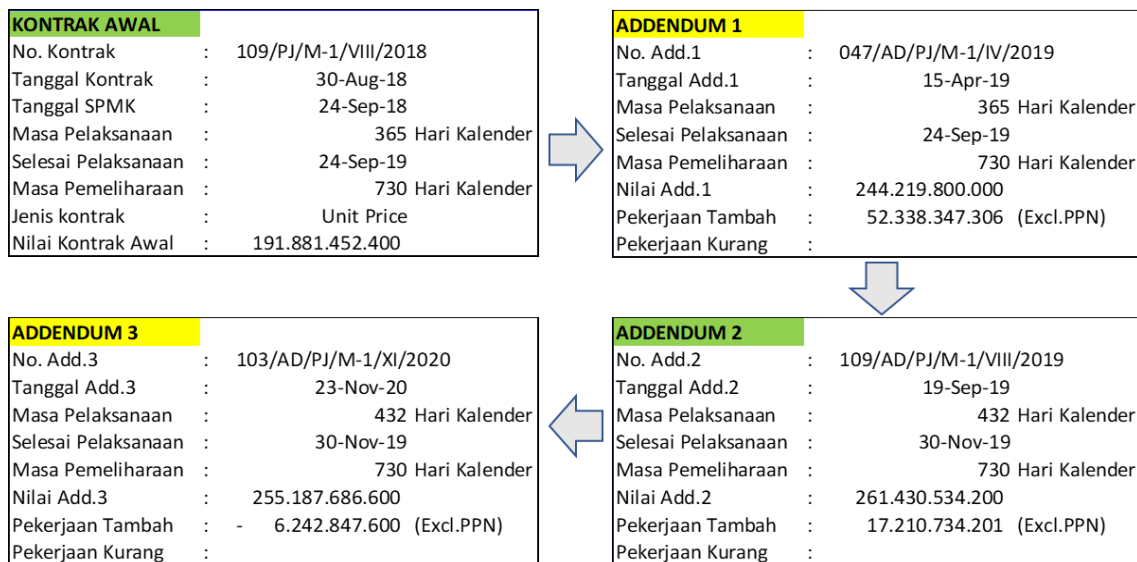 KONTRAK AWAL
No. Kontrak : 109/PJ/M-1/VIII/2018
Tanggal Kontrak : 30-Aug-18
Tanggal SPMK : 24-Sep-18
Masa Pelaksanaan : 365 Hari Kalender
Selesai Pelaksanaan : 24-Sep-19
Masa Pemeliharaan : 730 Hari Kalender
Jenis kontrak : Unit Price
Nilai Kontrak Awal : 191.881.452.400
ADDENDUM 1
No. Add.1 : 047/AD/PJ/M-1/IV/2019
Tanggal Add.1 : 15-Apr-19
Masa Pelaksanaan : 365 Hari Kalender
Selesai Pelaksanaan : 24-Sep-19
Masa Pemeliharaan : 730 Hari Kalender
Nilai Add.1 : 244.219.800.000
Pekerjaan Tambah : 52.338.347.306 (Excl.PPN)
Pekerjaan Kurang :
ADDENDUM 2
No. Add.2 : 109/AD/PJ/M-1/VIII/2019
Tanggal Add.2 : 19-Sep-19
Masa Pelaksanaan : 432 Hari Kalender
Selesai Pelaksanaan : 30-Nov-19
Masa Pemeliharaan : 730 Hari Kalender
Nilai Add.2 : 261.430.534.200
Pekerjaan Tambah : 17.210.734.201 (Excl.PPN)
Pekerjaan Kurang :
ADDENDUM 3
No. Add.3 : 103/AD/PJ/M-1/XI/2020
Tanggal Add.3 : 23-Nov-20
Masa Pelaksanaan : 432 Hari Kalender
Selesai Pelaksanaan : 30-Nov-19
Masa Pemeliharaan : 730 Hari Kalender
Nilai Add.3 : 255.187.686.600
Pekerjaan Tambah : - 6.242.847.600 (Excl.PPN)
Pekerjaan Kurang :